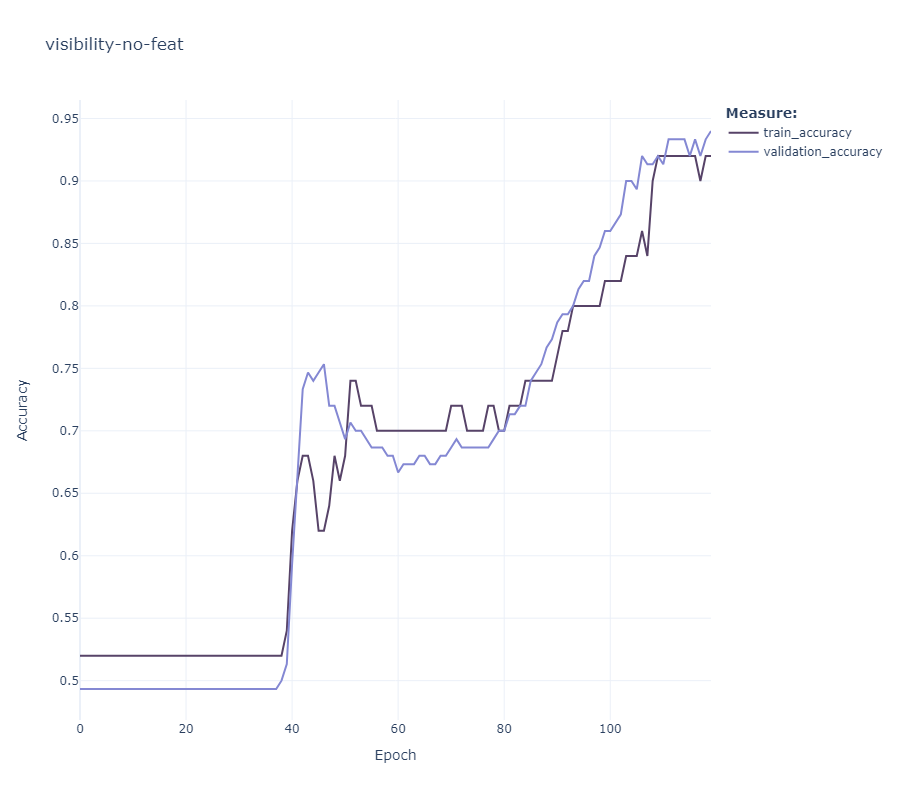 visibility-no-feat
Measure:
train_accuracy
validation_accuracy
0.95
0.9
0.85
0.8
0.75
0.7
0.65
0.6
0.55
0.5
Accuracy
0 20 40 60 80 100
Epoch